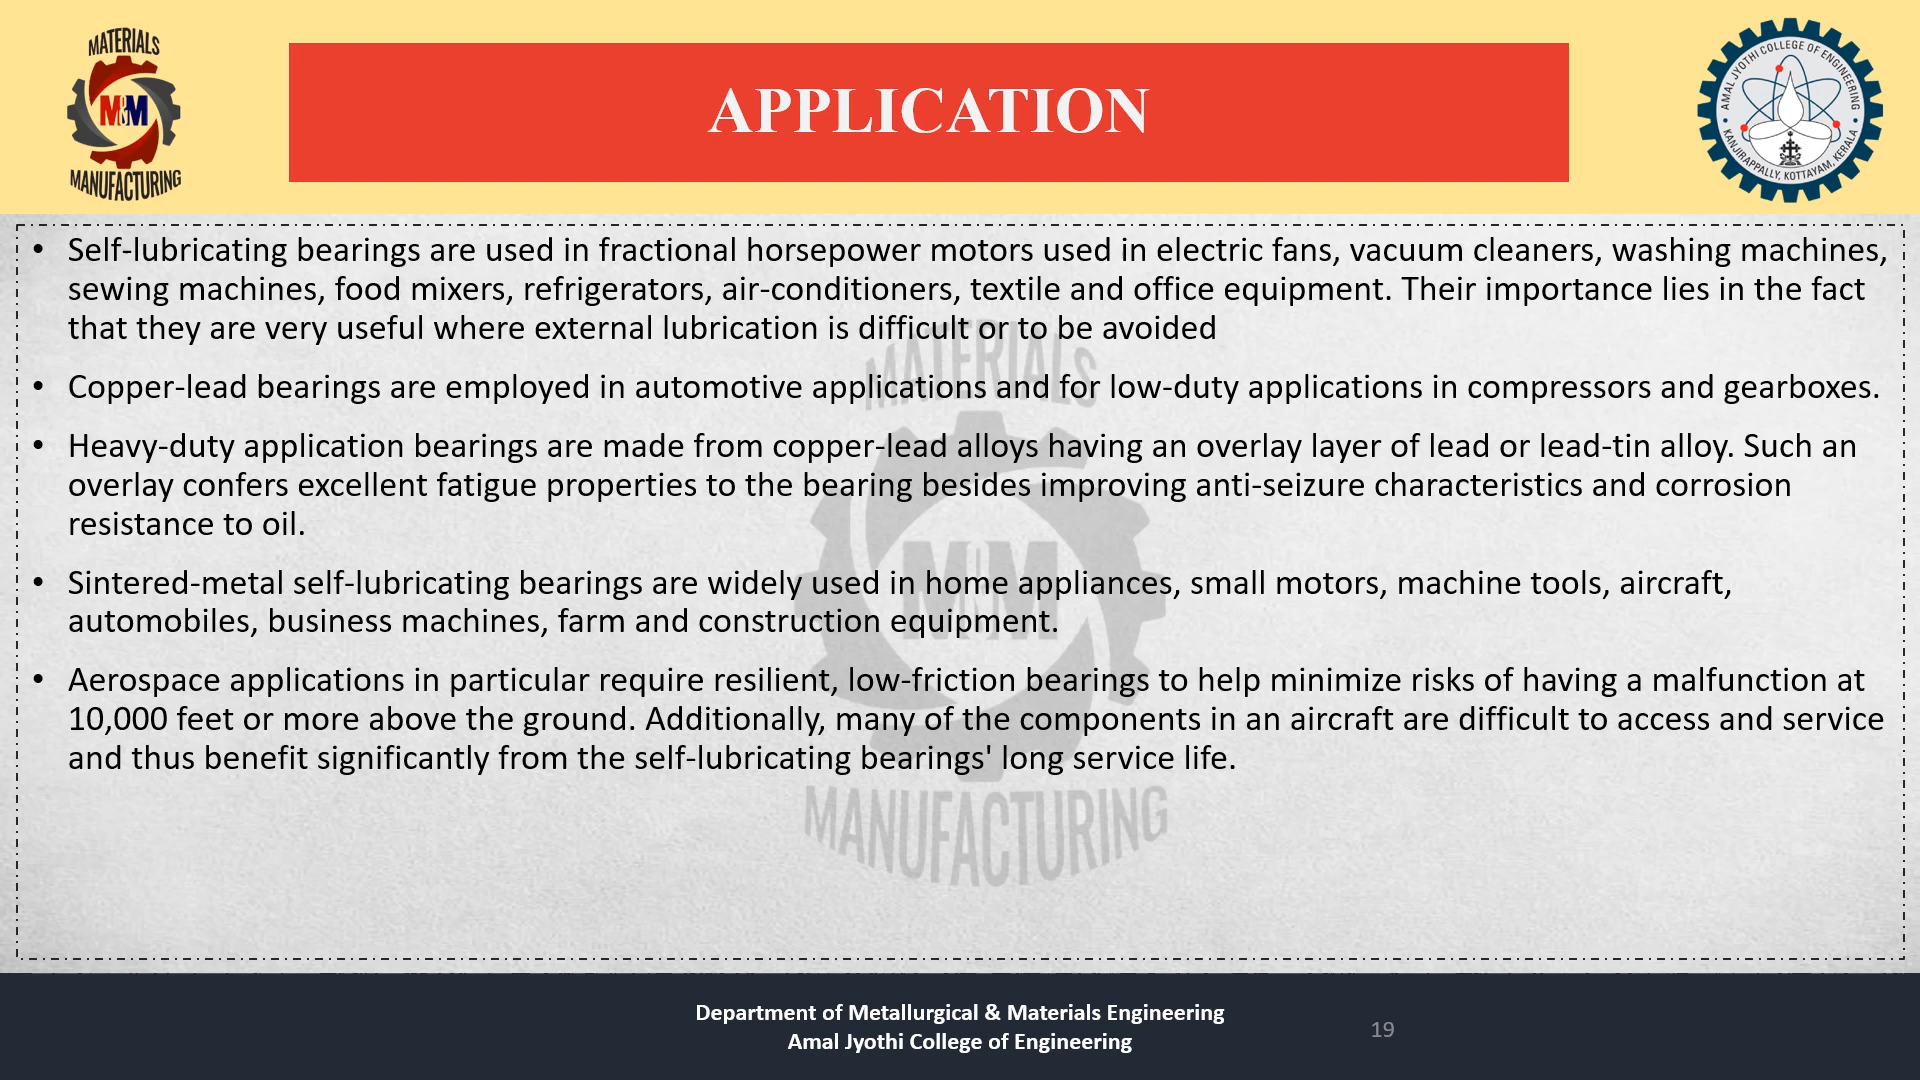 MATERIALS
M&M
MANUFACTURING
APPLICATION
AMAL JYOTHI COLLEGE OF ENGINEERING
KANJIRAPPALLY, KOTTAYAM, KERALA
• Self-lubricating bearings are used in fractional horsepower motors used in electric fans, vacuum cleaners, washing machines,
sewing machines, food mixers, refrigerators, air-conditioners, textile and office equipment. Their importance lies in the fact
that they are very useful where external lubrication is difficult or to be avoided
• Copper-lead bearings are employed in automotive applications and for low-duty applications in compressors and gearboxes.
• Heavy-duty application bearings are made from copper-lead alloys having an overlay layer of lead or lead-tin alloy. Such an
overlay confers excellent fatigue properties to the bearing besides improving anti-seizure characteristics and corrosion
resistance to oil.
• Sintered-metal self-lubricating bearings are widely used in home appliances, small motors, machine tools, aircraft,
automobiles, business machines, farm and construction equipment.
• Aerospace applications in particular require resilient, low-friction bearings to help minimize risks of having a malfunction at
10,000 feet or more above the ground. Additionally, many of the components in an aircraft are difficult to access and service
and thus benefit significantly from the self-lubricating bearings' long service life.
MATERIALS
M&M
MANUFACTURING
Department of Metallurgical & Materials Engineering
Amal Jyothi College of Engineering
19